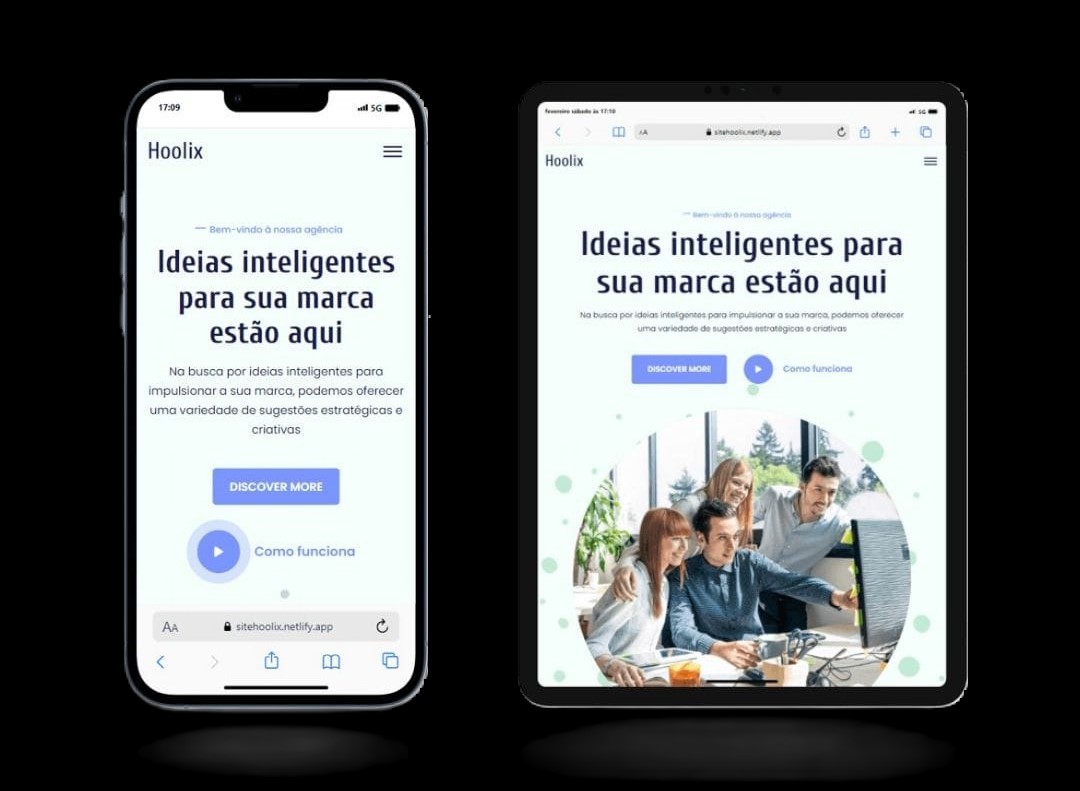 17:09
5G
Hoolix
Bem-vindo à nossa agência
Ideias inteligentes
para sua marca
estão aqui
Na busca por ideias inteligentes para
impulsionar a sua marca, podemos oferecer
uma variedade de sugestões estratégicas e
criativas
DISCOVER MORE
Como funciona
AA
sitehoolix.netlify.app
fevereiro sábado às 17:10
5G
AA
sitehoolix.netlify.app
Hoolix
Bem-vindo à nossa agência
Ideias inteligentes para
sua marca estão aqui
Na busca por ideias inteligentes para impulsionar a sua marca, podemos oferecer
uma variedade de sugestões estratégicas e criativas
DISCOVER MORE
Como funciona